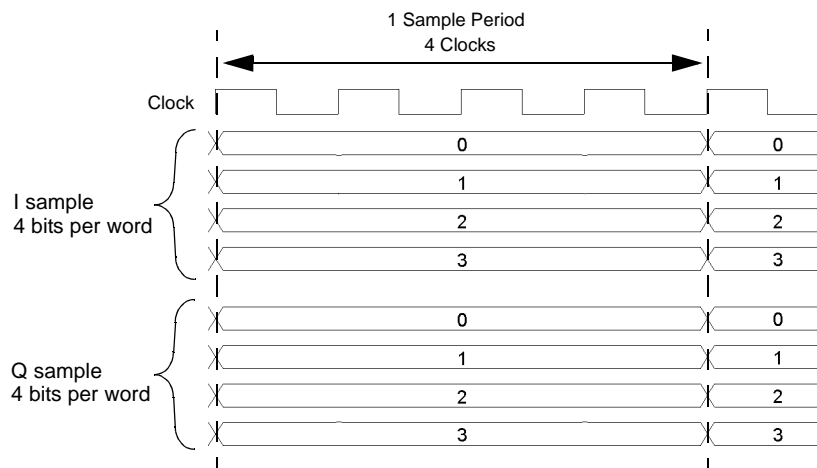 1 Sample Period
4 Clocks
Clock
0 0
1 1
I sample
4 bits per word
2 2
3 3
0 0
1 1
Q sample
4 bits per word
2 2
3 3